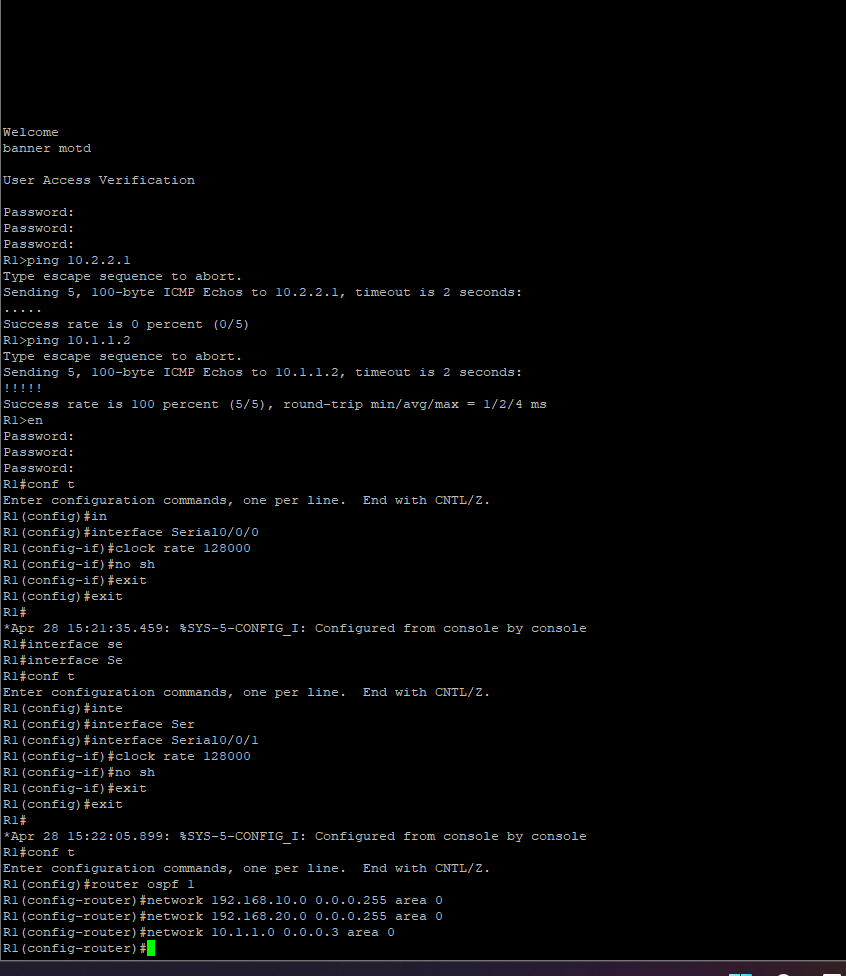 Welcome
banner motd
User Access Verification
Password:
Password:
Password:
R1>ping 10.2.2.1
Type escape sequence to abort.
Sending 5, 100-byte ICMP Echos to 10.2.2.1, timeout is 2 seconds:
.....
Success rate is 0 percent (0/5)
R1>ping 10.1.1.2
Type escape sequence to abort.
Sending 5, 100-byte ICMP Echos to 10.1.1.2, timeout is 2 seconds:
!!!!!
Success rate is 100 percent (5/5), round-trip min/avg/max = 1/2/4 ms
R1>en
Password:
Password:
Password:
R1#conf t
Enter configuration commands, one per line.  End with CNTL/Z.
R1(config)#in
R1(config)#interface Serial0/0/0
R1(config-if)#clock rate 128000
R1(config-if)#no sh
R1(config-if)#exit
R1(config)#exit
R1#
*Apr 28 15:21:35.459: %SYS-5-CONFIG_I: Configured from console by console
R1#interface se
R1#interface Se
R1#conf t
Enter configuration commands, one per line.  End with CNTL/Z.
R1(config)#inte
R1(config)#interface Ser
R1(config)#interface Serial0/0/1
R1(config-if)#clock rate 128000
R1(config-if)#no sh
R1(config-if)#exit
R1(config)#exit
R1#
*Apr 28 15:22:05.899: %SYS-5-CONFIG_I: Configured from console by console
R1#conf t
Enter configuration commands, one per line.  End with CNTL/Z.
R1(config)#router ospf 1
R1(config-router)#network 192.168.10.0 0.0.0.255 area 0
R1(config-router)#network 192.168.20.0 0.0.0.255 area 0
R1(config-router)#network 10.1.1.0 0.0.0.3 area 0
R1(config-router)#